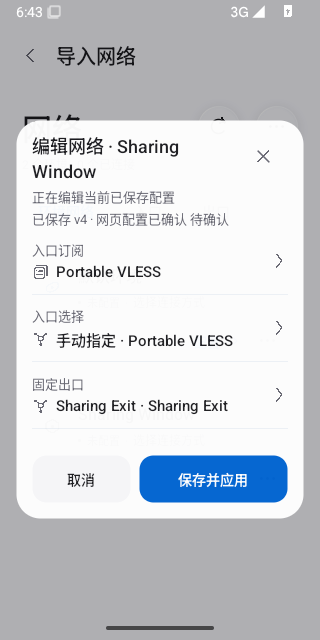 6:43
3G
导入网络
编辑网络 · Sharing
Window
正在编辑当前已保存配置
已保存 v4 · 网页配置已确认 待确认
入口订阅
Portable VLESS
入口选择
手动指定 · Portable VLESS
固定出口
Sharing Exit · Sharing Exit
取消
保存并应用